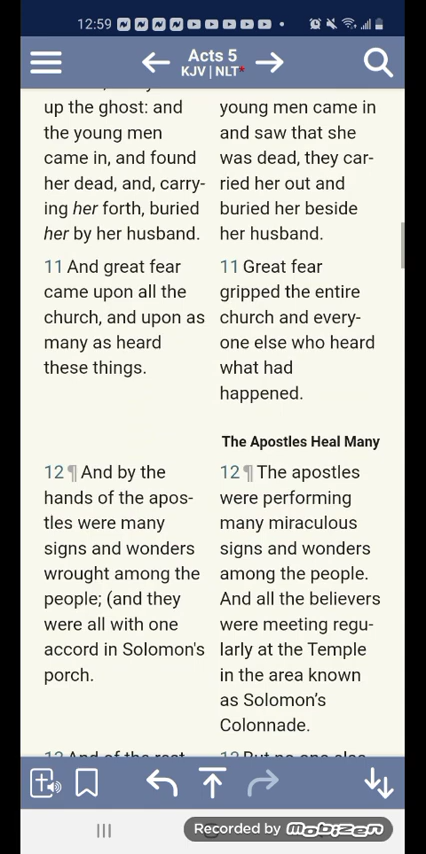 12:59
Acts 5
KJV | NLT*
up the ghost: and
the young men
came in, and found
her dead, and, carry-
ing her forth, buried
her by her husband.
11 And great fear
came upon all the
church, and upon as
many as heard
these things.
12 ¶ And by the
hands of the apos-
tles were many
signs and wonders
wrought among the
people; (and they
were all with one
accord in Solomon's
porch.
young men came in
and saw that she
was dead, they car-
ried her out and
buried her beside
her husband.
11 Great fear
gripped the entire
church and every-
one else who heard
what had
happened.
The Apostles Heal Many
12 ¶ The apostles
were performing
many miraculous
signs and wonders
among the people.
And all the believers
were meeting regu-
larly at the Temple
in the area known
as Solomon’s
Colonnade.
Recorded by mobizen